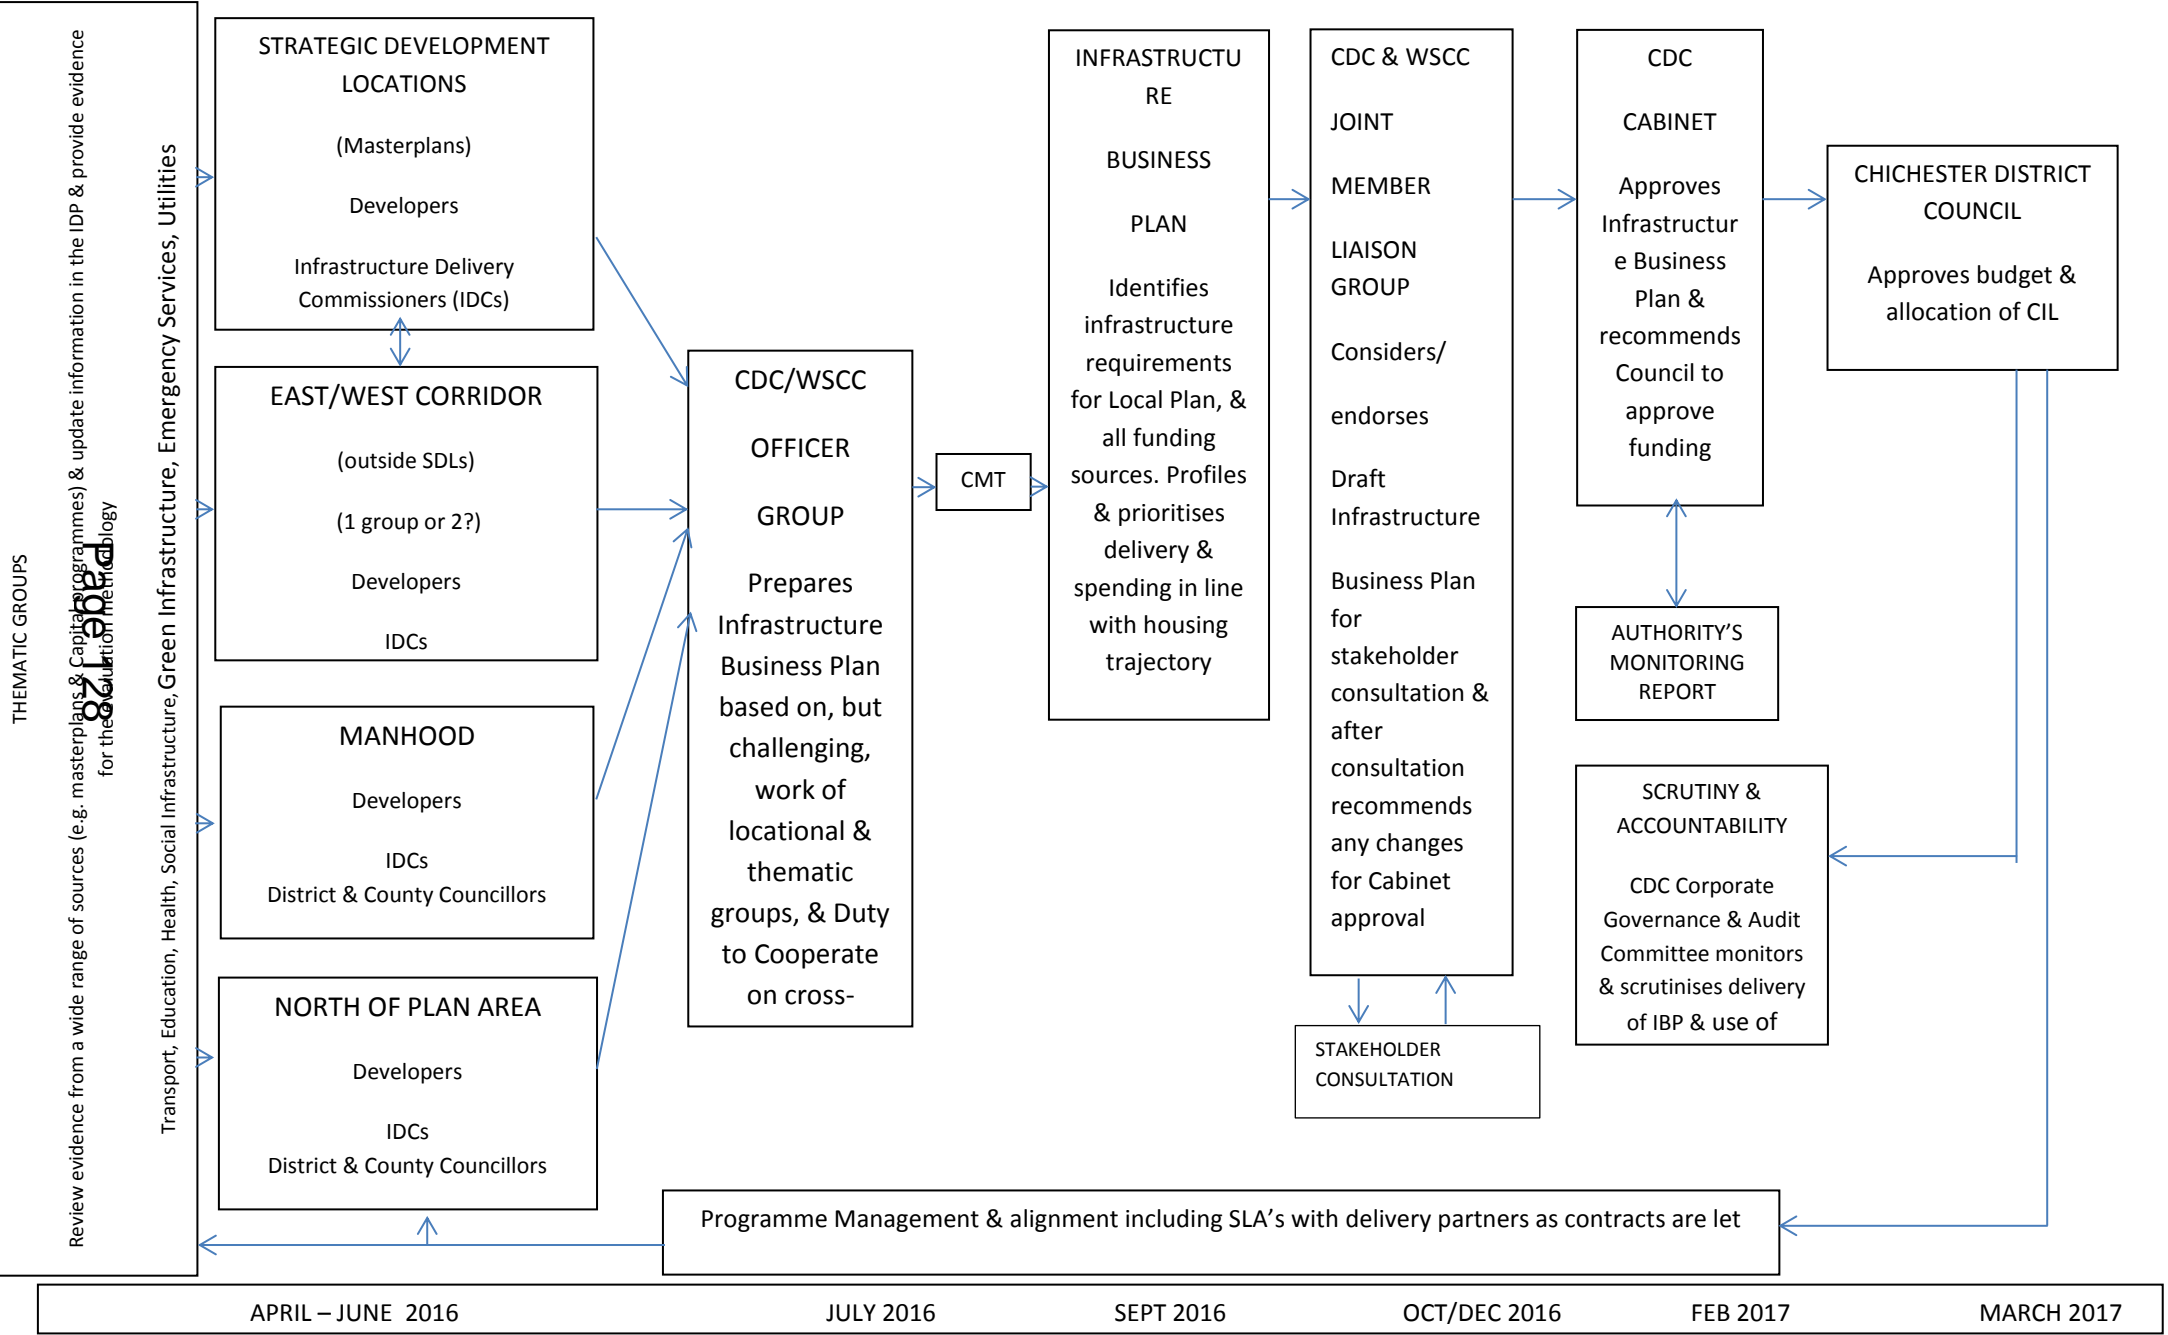 THEMATIC GROUPS
Review evidence from a wide range of sources (e.g. masterplans & Capital programmes) & update information in the IDP & provide evidence
for the evaluation methodology
Page 128
Transport, Education, Health, Social Infrastructure, Green Infrastructure, Emergency Services, Utilities
STRATEGIC DEVELOPMENT
LOCATIONS
(Masterplans)
Developers
Infrastructure Delivery
Commissioners (IDCs)
EAST/WEST CORRIDOR
(outside SDLs)
(1 group or 2?)
Developers
IDCs
MANHOOD
Developers
IDCs
District & County Councillors
NORTH OF PLAN AREA
Developers
IDCs
District & County Councillors
CDC/WSCC
OFFICER
GROUP
Prepares
Infrastructure
Business Plan
based on, but
challenging,
work of
locational &
thematic
groups, & Duty
to Cooperate
on cross-
CMT
INFRASTRUCTU
RE
BUSINESS
PLAN
Identifies
infrastructure
requirements
for Local Plan, &
all funding
sources. Profiles
& prioritises
delivery &
spending in line
with housing
trajectory
CDC & WSCC
JOINT
MEMBER
LIAISON
GROUP
Considers/
endorses
Draft
Infrastructure
Business Plan
for
stakeholder
consultation &
after
consultation
recommends
any changes
for Cabinet
approval
STAKEHOLDER
CONSULTATION
CDC
CABINET
Approves
Infrastructur
e Business
Plan &
recommends
Council to
approve
funding
AUTHORITY'S
MONITORING
REPORT
SCRUTINY &
ACCOUNTABILITY
CDC Corporate
Governance & Audit
Committee monitors
& scrutinises delivery
of IBP & use of
CHICHESTER DISTRICT
COUNCIL
Approves budget &
allocation of CIL
Programme Management & alignment including SLA's with delivery partners as contracts are let
APRIL – JUNE 2016
JULY 2016
SEPT 2016
OCT/DEC 2016
FEB 2017
MARCH 2017